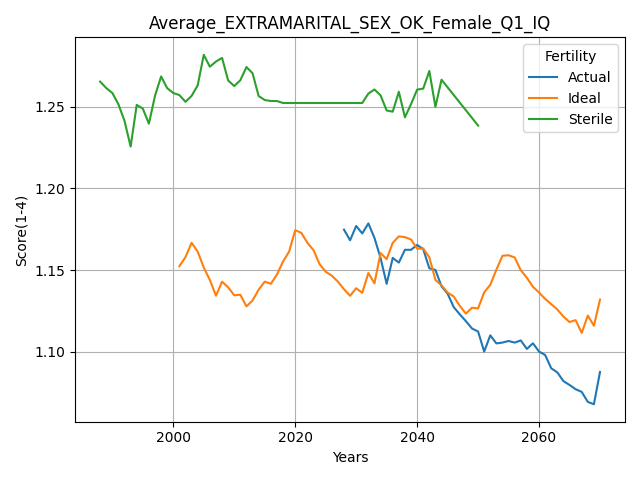 Average_EXTRAMARITAL_SEX_OK_Female_Q1_IQ
Fertility
Actual
Ideal
Sterile
Score(1-4)
1.25
1.20
1.15
1.10
2000
2020
2040
2060
Years